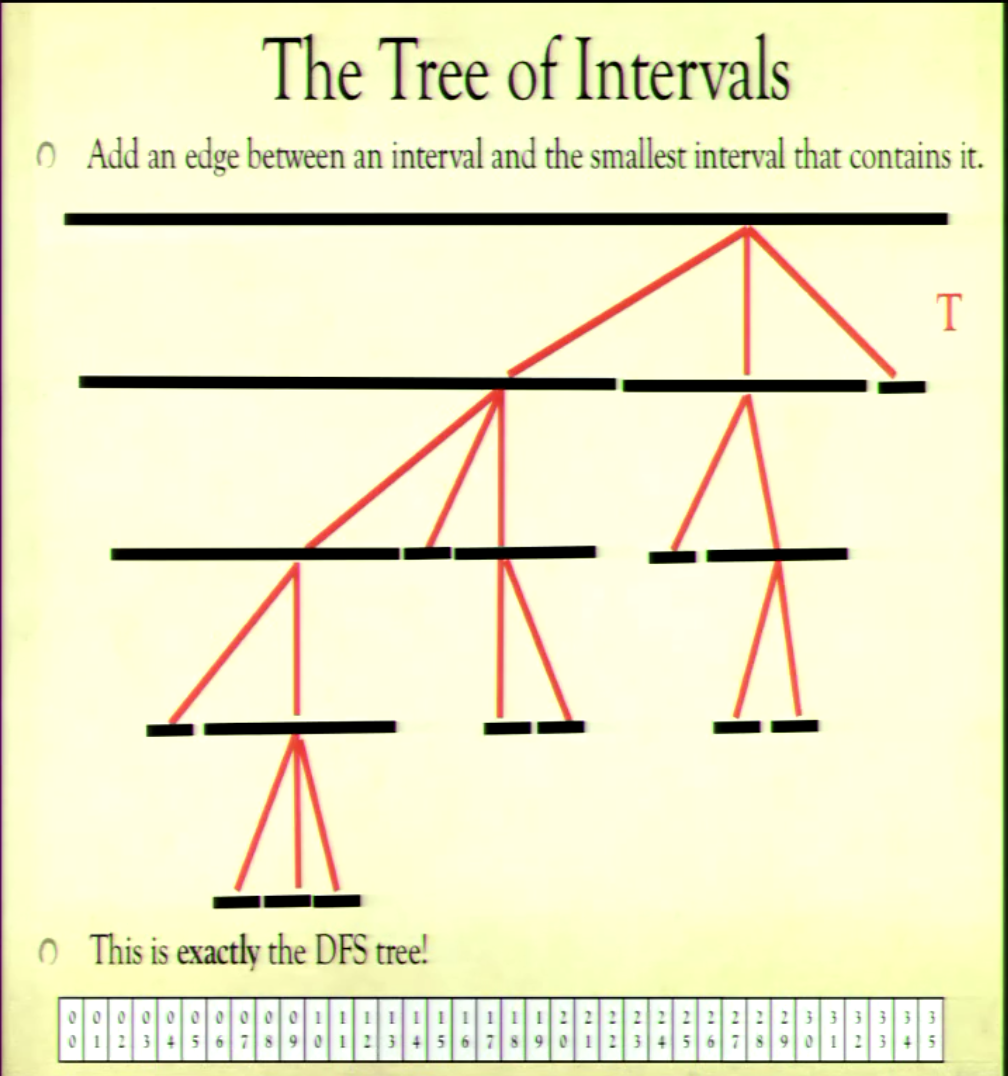 The Tree of Intervals
Add an edge between an interval and the smallest interval that contains it.
T
This is exactly the DFS tree!
00 01 02 03 04 05 06 07 08 09 10 11 12 13 14 15 16 17 18 19 20 21 22 23 24 25 26 27 28 29 30 31 32 33 34 35